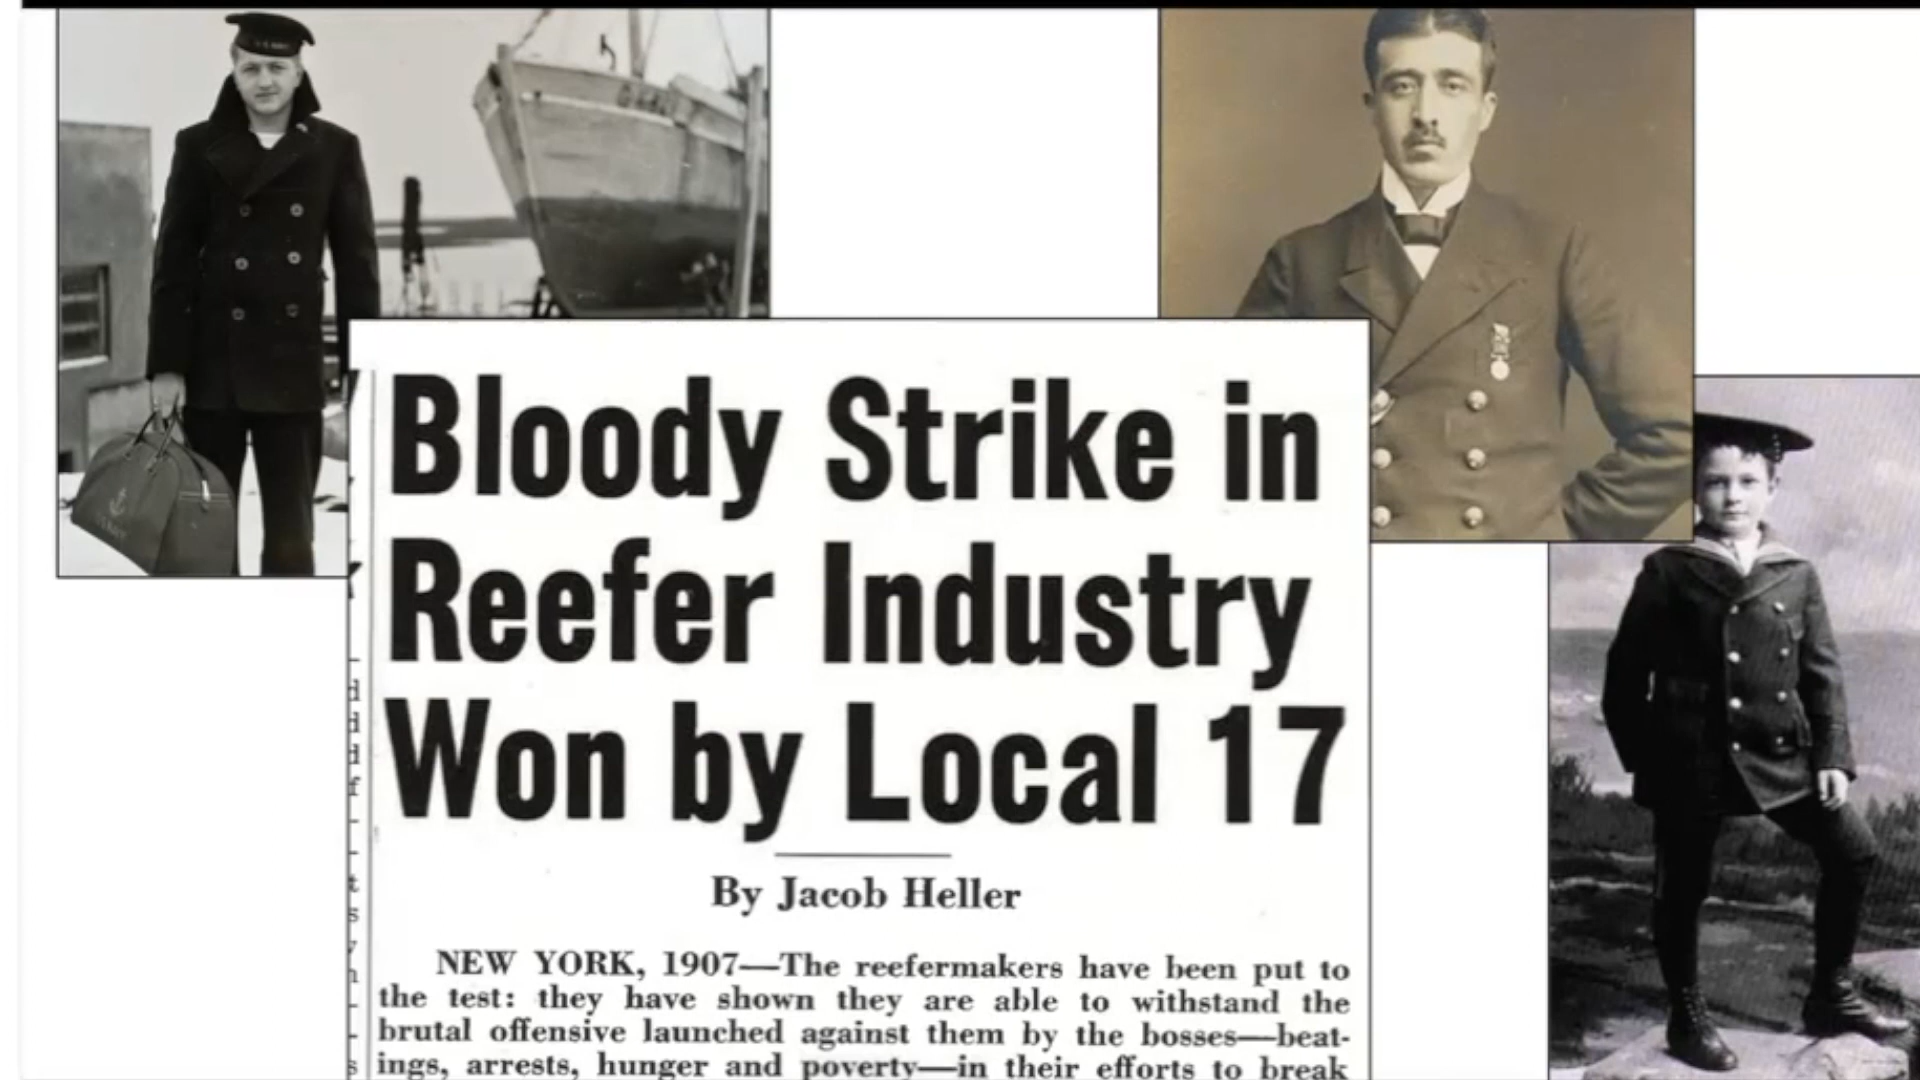 Bloody Strike in
Reefer Industry
Won by Local 17
By Jacob Heller
NEW YORK, 1907—The reefermakers have been put to
the test: they have shown they are able to withstand the
brutal offensive launched against them by the bosses—beat-
ings, arrests, hunger and poverty—in their efforts to break